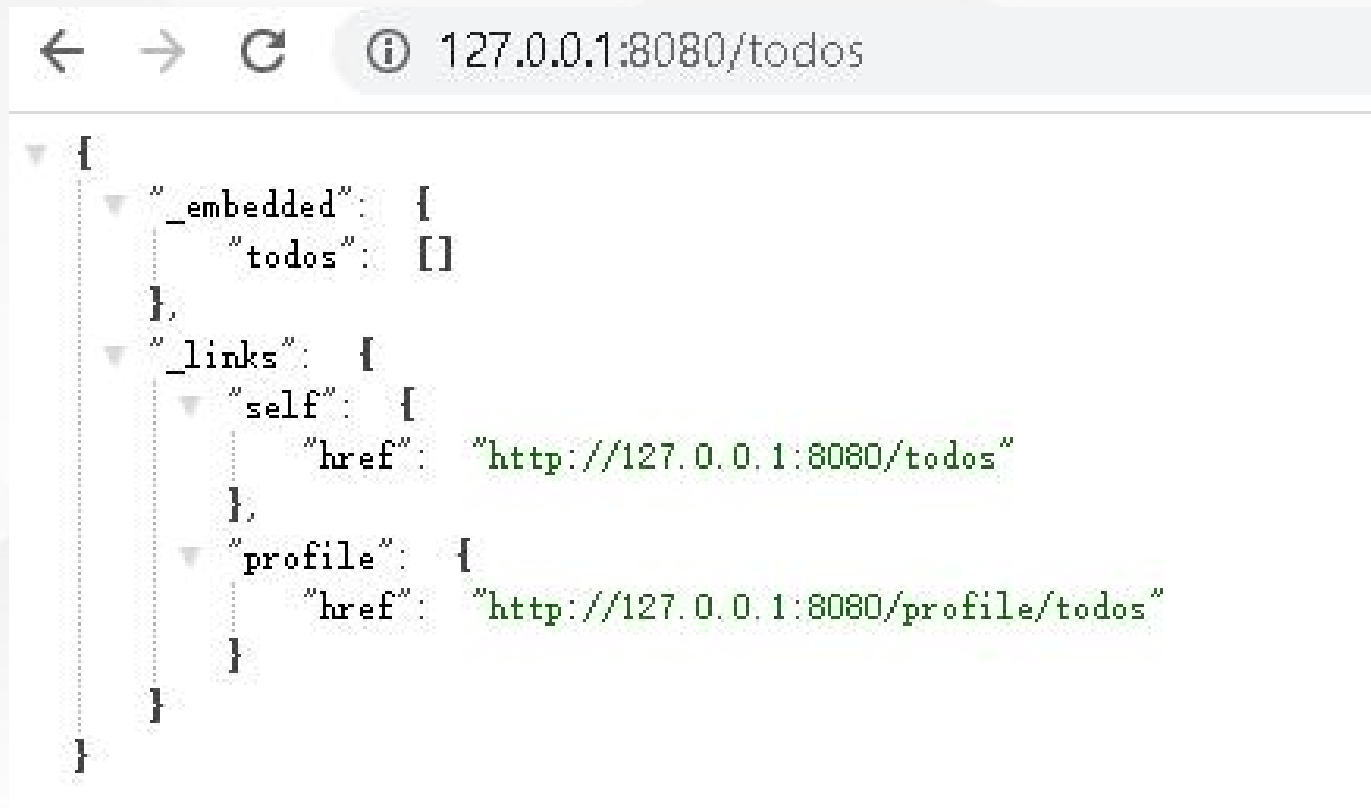 127.0.0.1:8080/todos
{
"_embedded": {
"todos": []
},
"_links": {
"self": {
"href": "http://127.0.0.1:8080/todos"
},
"profile": {
"href": "http://127.0.0.1:8080/profile/todos"
}
}
}